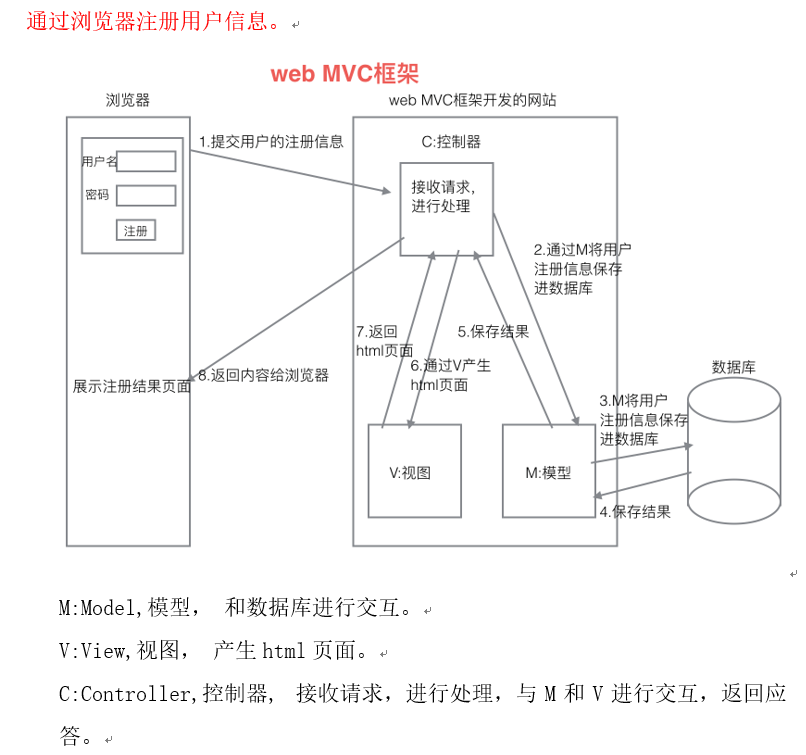 通过浏览器注册用户信息。
web MVC框架
浏览器
web MVC框架开发的网站
用户名
密码
注册
1.提交用户的注册信息
C:控制器
接收请求,
进行处理
2.通过M将用户
注册信息保存
进数据库
7.返回
html页面
5.保存结果
6.通过V产生
html页面
8.返回内容给浏览器
展示注册结果页面
数据库
3.M将用户
注册信息保存
进数据库
V:视图
M:模型
4.保存结果
M:Model,模型， 和数据库进行交互。
V:View,视图， 产生 html 页面。
C:Controller,控制器, 接收请求，进行处理，与 M 和 V 进行交互，返回应
答。